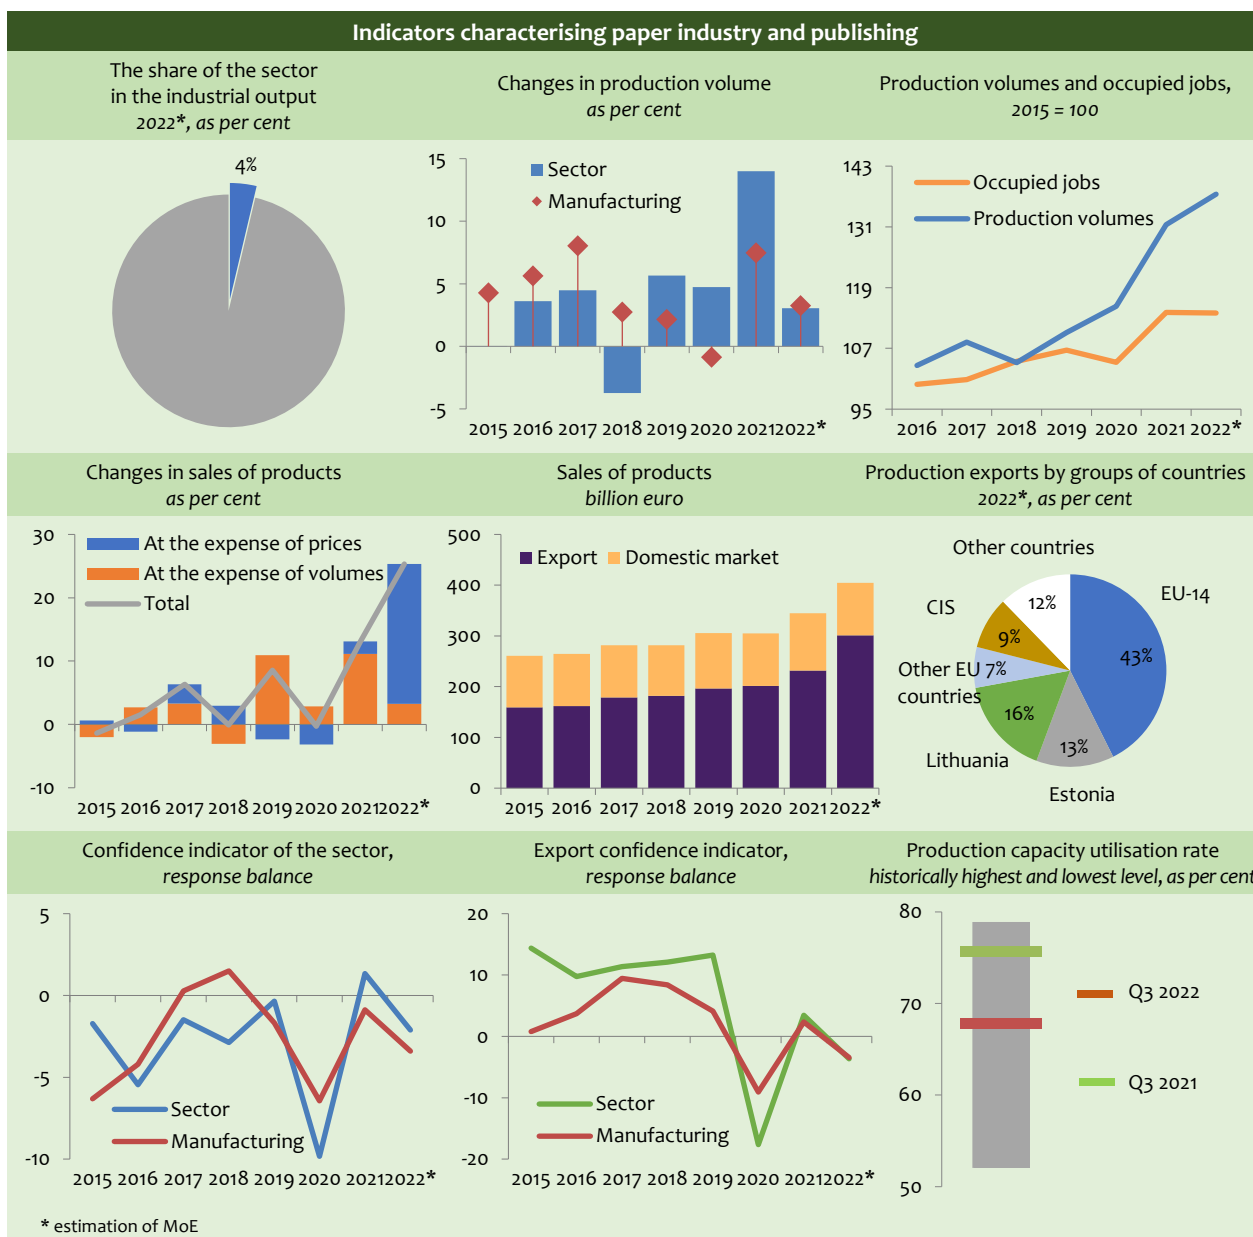 Indicators characterising paper industry and publishing
The share of the sector
in the industrial output
2022*, as per cent
Changes in production volume
as per cent
Production volumes and occupied jobs,
2015 = 100
4%
15
10
5
0
-5
Sector
Manufacturing
2015 2016 2017 2018 2019 2020 2021 2022*
143
131
119
107
95
Occupied jobs
Production volumes
2016 2017 2018 2019 2020 2021 2022*
Changes in sales of products
as per cent
Sales of products
billion euro
Production exports by groups of countries
2022*, as per cent
30
20
10
0
-10
At the expense of prices
At the expense of volumes
Total
2015 2016 2017 2018 2019 2020 2021 2022*
500
400
300
200
100
0
Export
Domestic market
2015 2016 2017 2018 2019 2020 2021 2022*
Other countries
EU-14
CIS
12%
9%
43%
Other EU
countries
7%
16%
13%
Lithuania
Estonia
Confidence indicator of the sector,
response balance
Export confidence indicator,
response balance
Production capacity utilisation rate
historically highest and lowest level, as per cent
5
0
-5
-10
Sector
Manufacturing
2015 2016 2017 2018 2019 2020 2021 2022*
20
10
0
-10
-20
Sector
Manufacturing
2015 2016 2017 2018 2019 2020 2021 2022*
80
70
60
50
Q3 2022
Q3 2021
* estimation of MoE